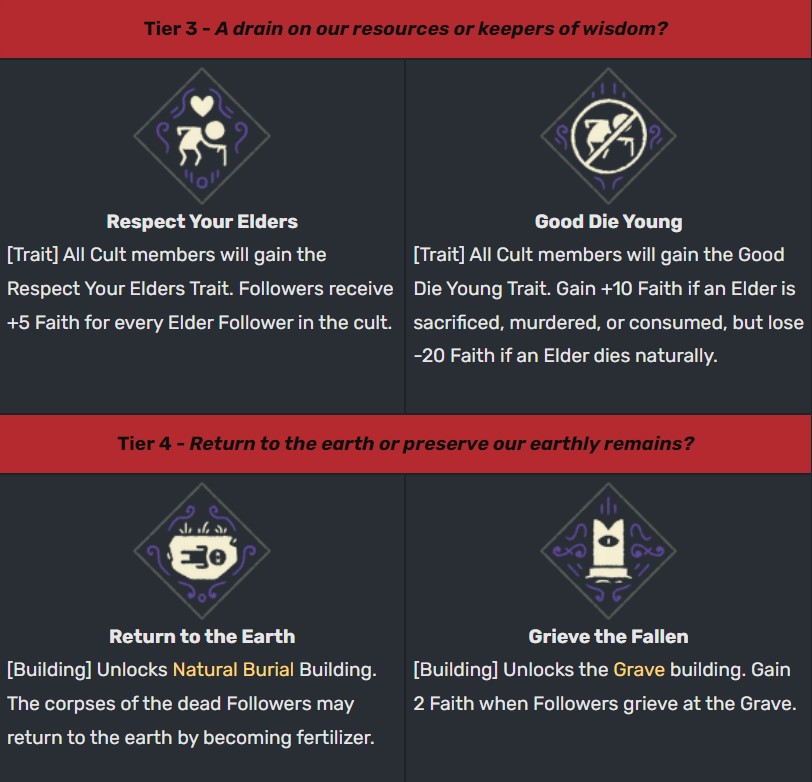 Tier 3 - A drain on our resources or keepers of wisdom?
Respect Your Elders
[Trait] All Cult members will gain the
Respect Your Elders Trait. Followers receive
+5 Faith for every Elder Follower in the cult.
Good Die Young
[Trait] All Cult members will gain the Good
Die Young Trait. Gain +10 Faith if an Elder is
sacrificed, murdered, or consumed, but lose
-20 Faith if an Elder dies naturally.
Tier 4 - Return to the earth or preserve our earthly remains?
Return to the Earth
[Building] Unlocks Natural Burial Building.
The corpses of the dead Followers may
return to the earth by becoming fertilizer.
Grieve the Fallen
[Building] Unlocks the Grave building. Gain
2 Faith when Followers grieve at the Grave.